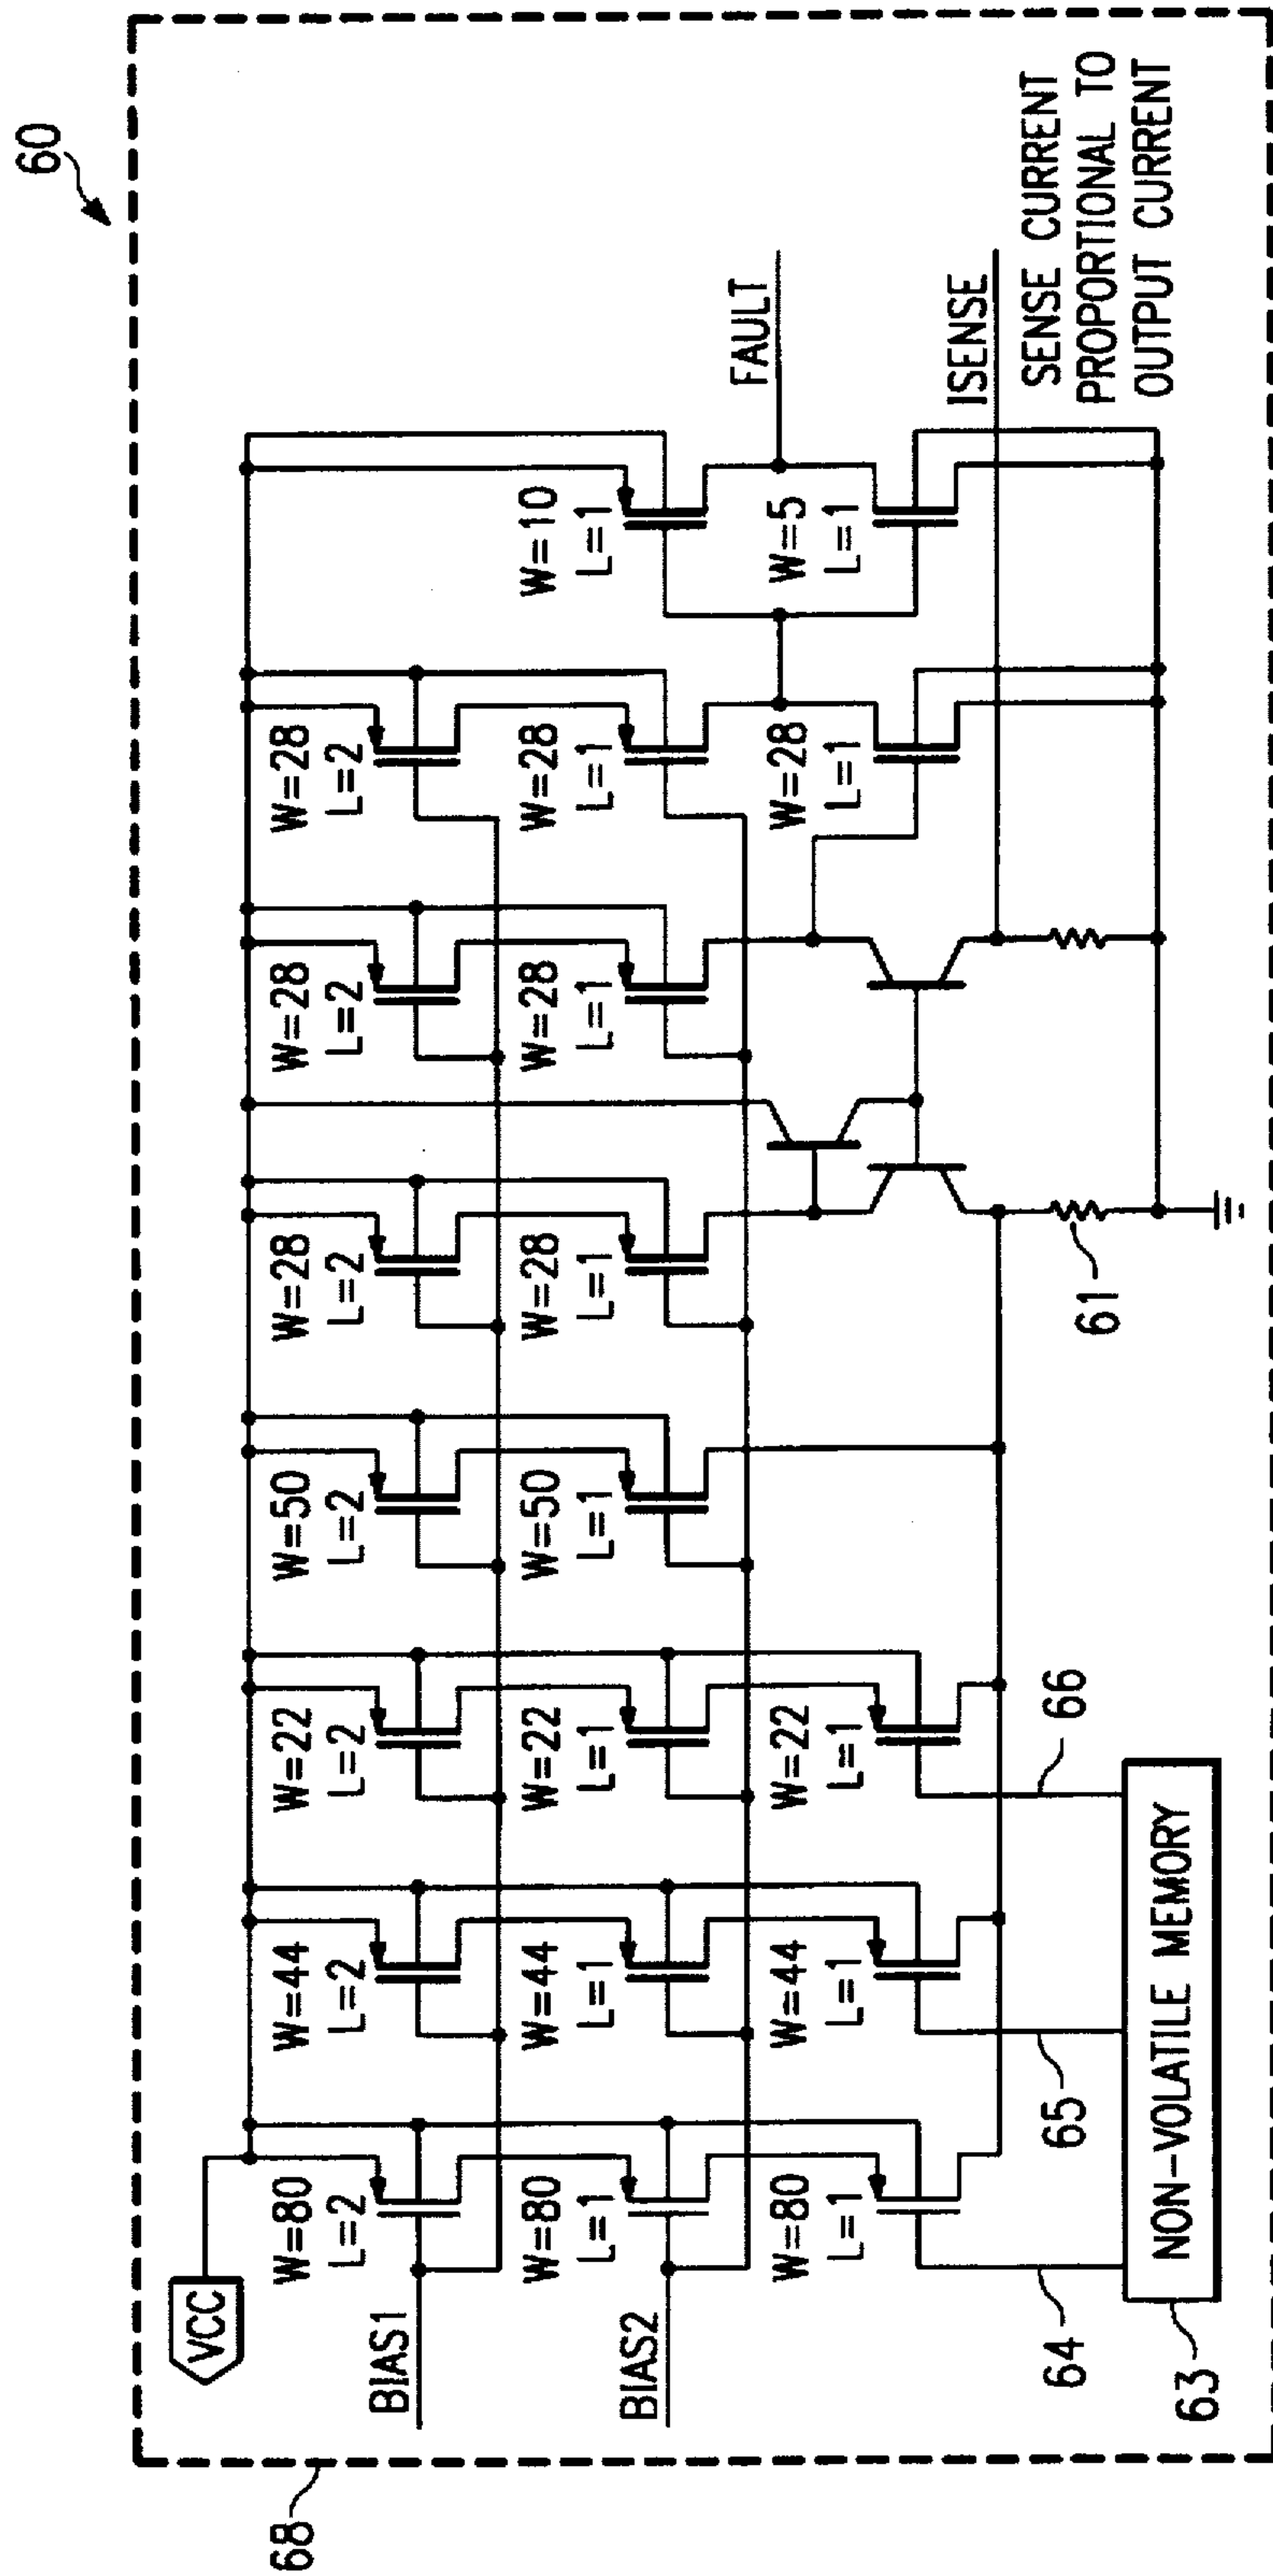 60
68
VCC
BIAS1
BIAS2
W=80
L=2
W=80
L=1
W=80
L=1
W=44
L=2
W=44
L=1
W=44
L=1
W=22
L=2
W=22
L=1
W=22
L=1
W=50
L=2
W=50
L=1
W=28
L=2
W=28
L=1
W=28
L=2
W=28
L=1
W=28
L=2
W=28
L=1
W=28
L=1
W=10
L=1
W=5
L=1
FAULT
ISENSE
SENSE CURRENT
PROPORTIONAL TO
OUTPUT CURRENT
61
64
65
66
63
NON-VOLATILE MEMORY